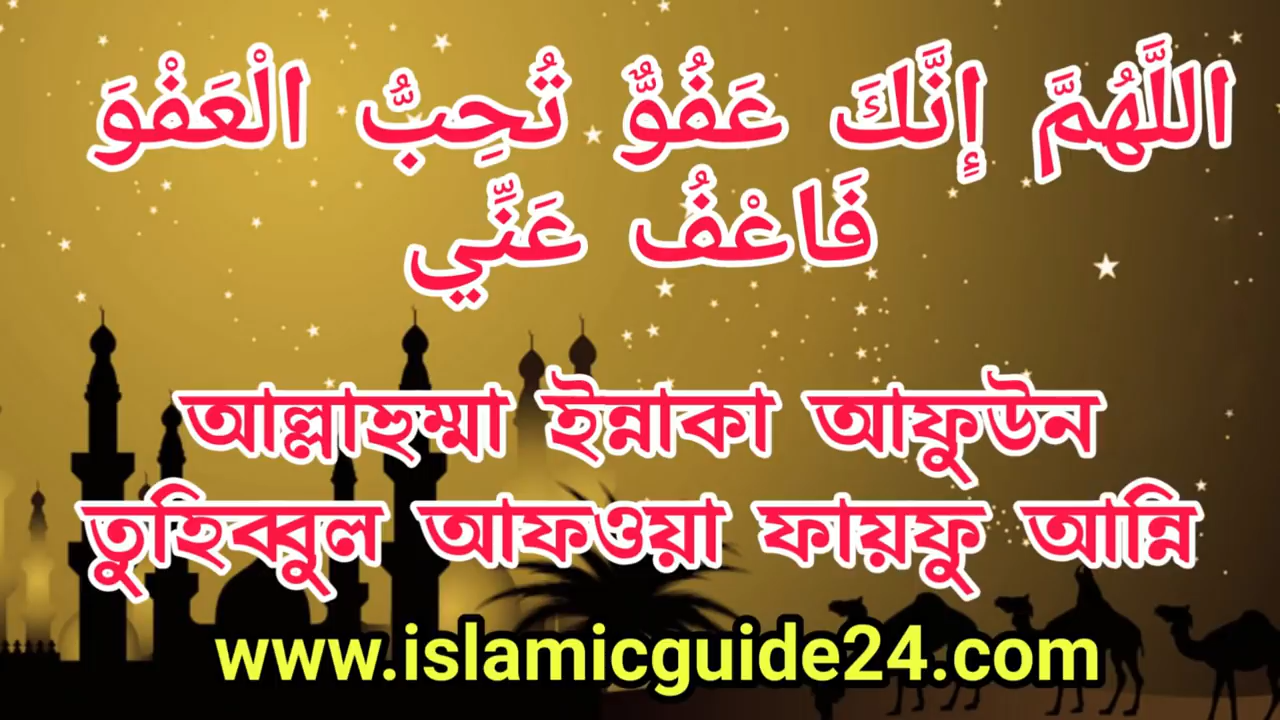 اللَّهُمَّ إِنَّكَ عَفُوٌّ تُحِبُّ الْعَفْوَ
فَاعْفُ عَنِّي
আল্লাহুম্মা ইন্নাকা আফুউন
তুহিব্বুল আফওয়া ফায়ফু আন্নি
www.islamicguide24.com